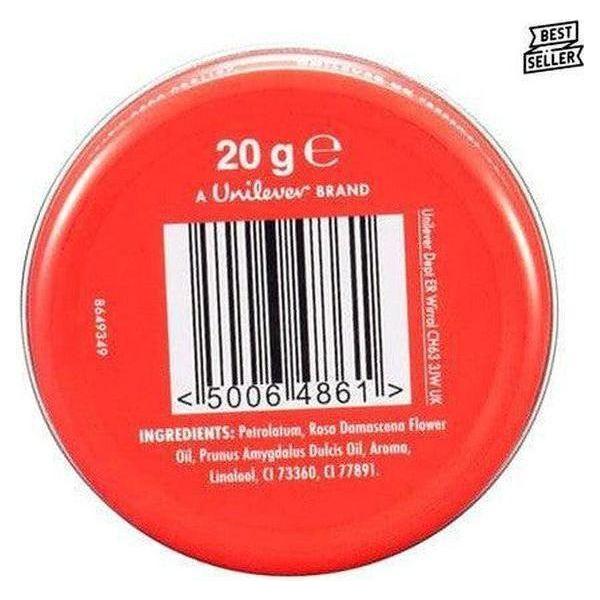 BEST
SELLER
20 g ℮
A Unilever BRAND
Unilever Dept ER Wirral CH63 3JW UK
8649349
<5006 4861>
INGREDIENTS: Petrolatum, Rosa Damascena Flower
Oil, Prunus Amygdalus Dulcis Oil, Aroma,
Linalool, CI 73360, CI 77891.